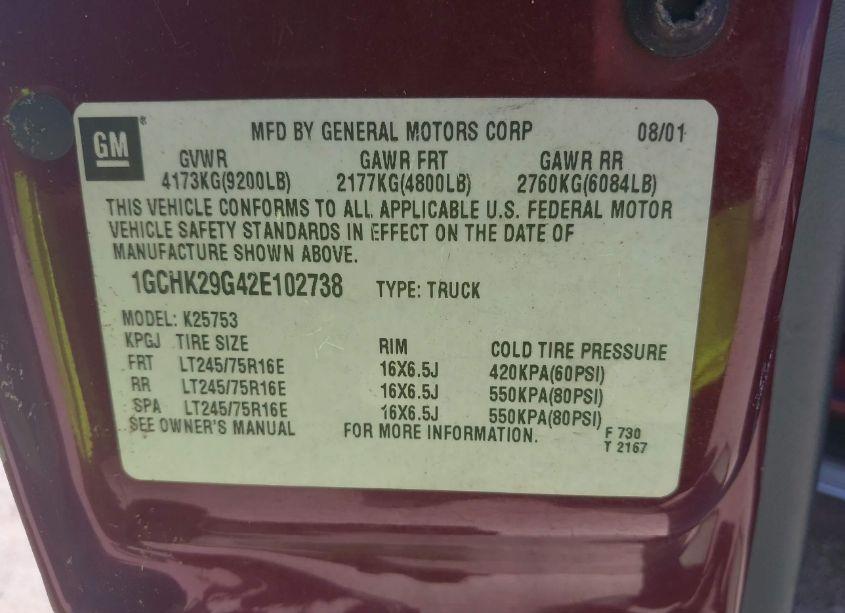 GM ® MFD BY GENERAL MOTORS CORP 08/01
GVWR GAWR FRT GAWR RR
4173KG(9200LB) 2177KG(4800LB) 2760KG(6084LB)
THIS VEHICLE CONFORMS TO ALL APPLICABLE U.S. FEDERAL MOTOR
VEHICLE SAFETY STANDARDS IN EFFECT ON THE DATE OF
MANUFACTURE SHOWN ABOVE.
1GCHK29G42E102738 TYPE: TRUCK
MODEL: K25753
KPGJ TIRE SIZE RIM COLD TIRE PRESSURE
FRT LT245/75R16E 16X6.5J 420KPA(60PSI)
RR LT245/75R16E 16X6.5J 550KPA(80PSI)
SPA LT245/75R16E 16X6.5J 550KPA(80PSI)
SEE OWNER'S MANUAL FOR MORE INFORMATION. F 730
T 2167